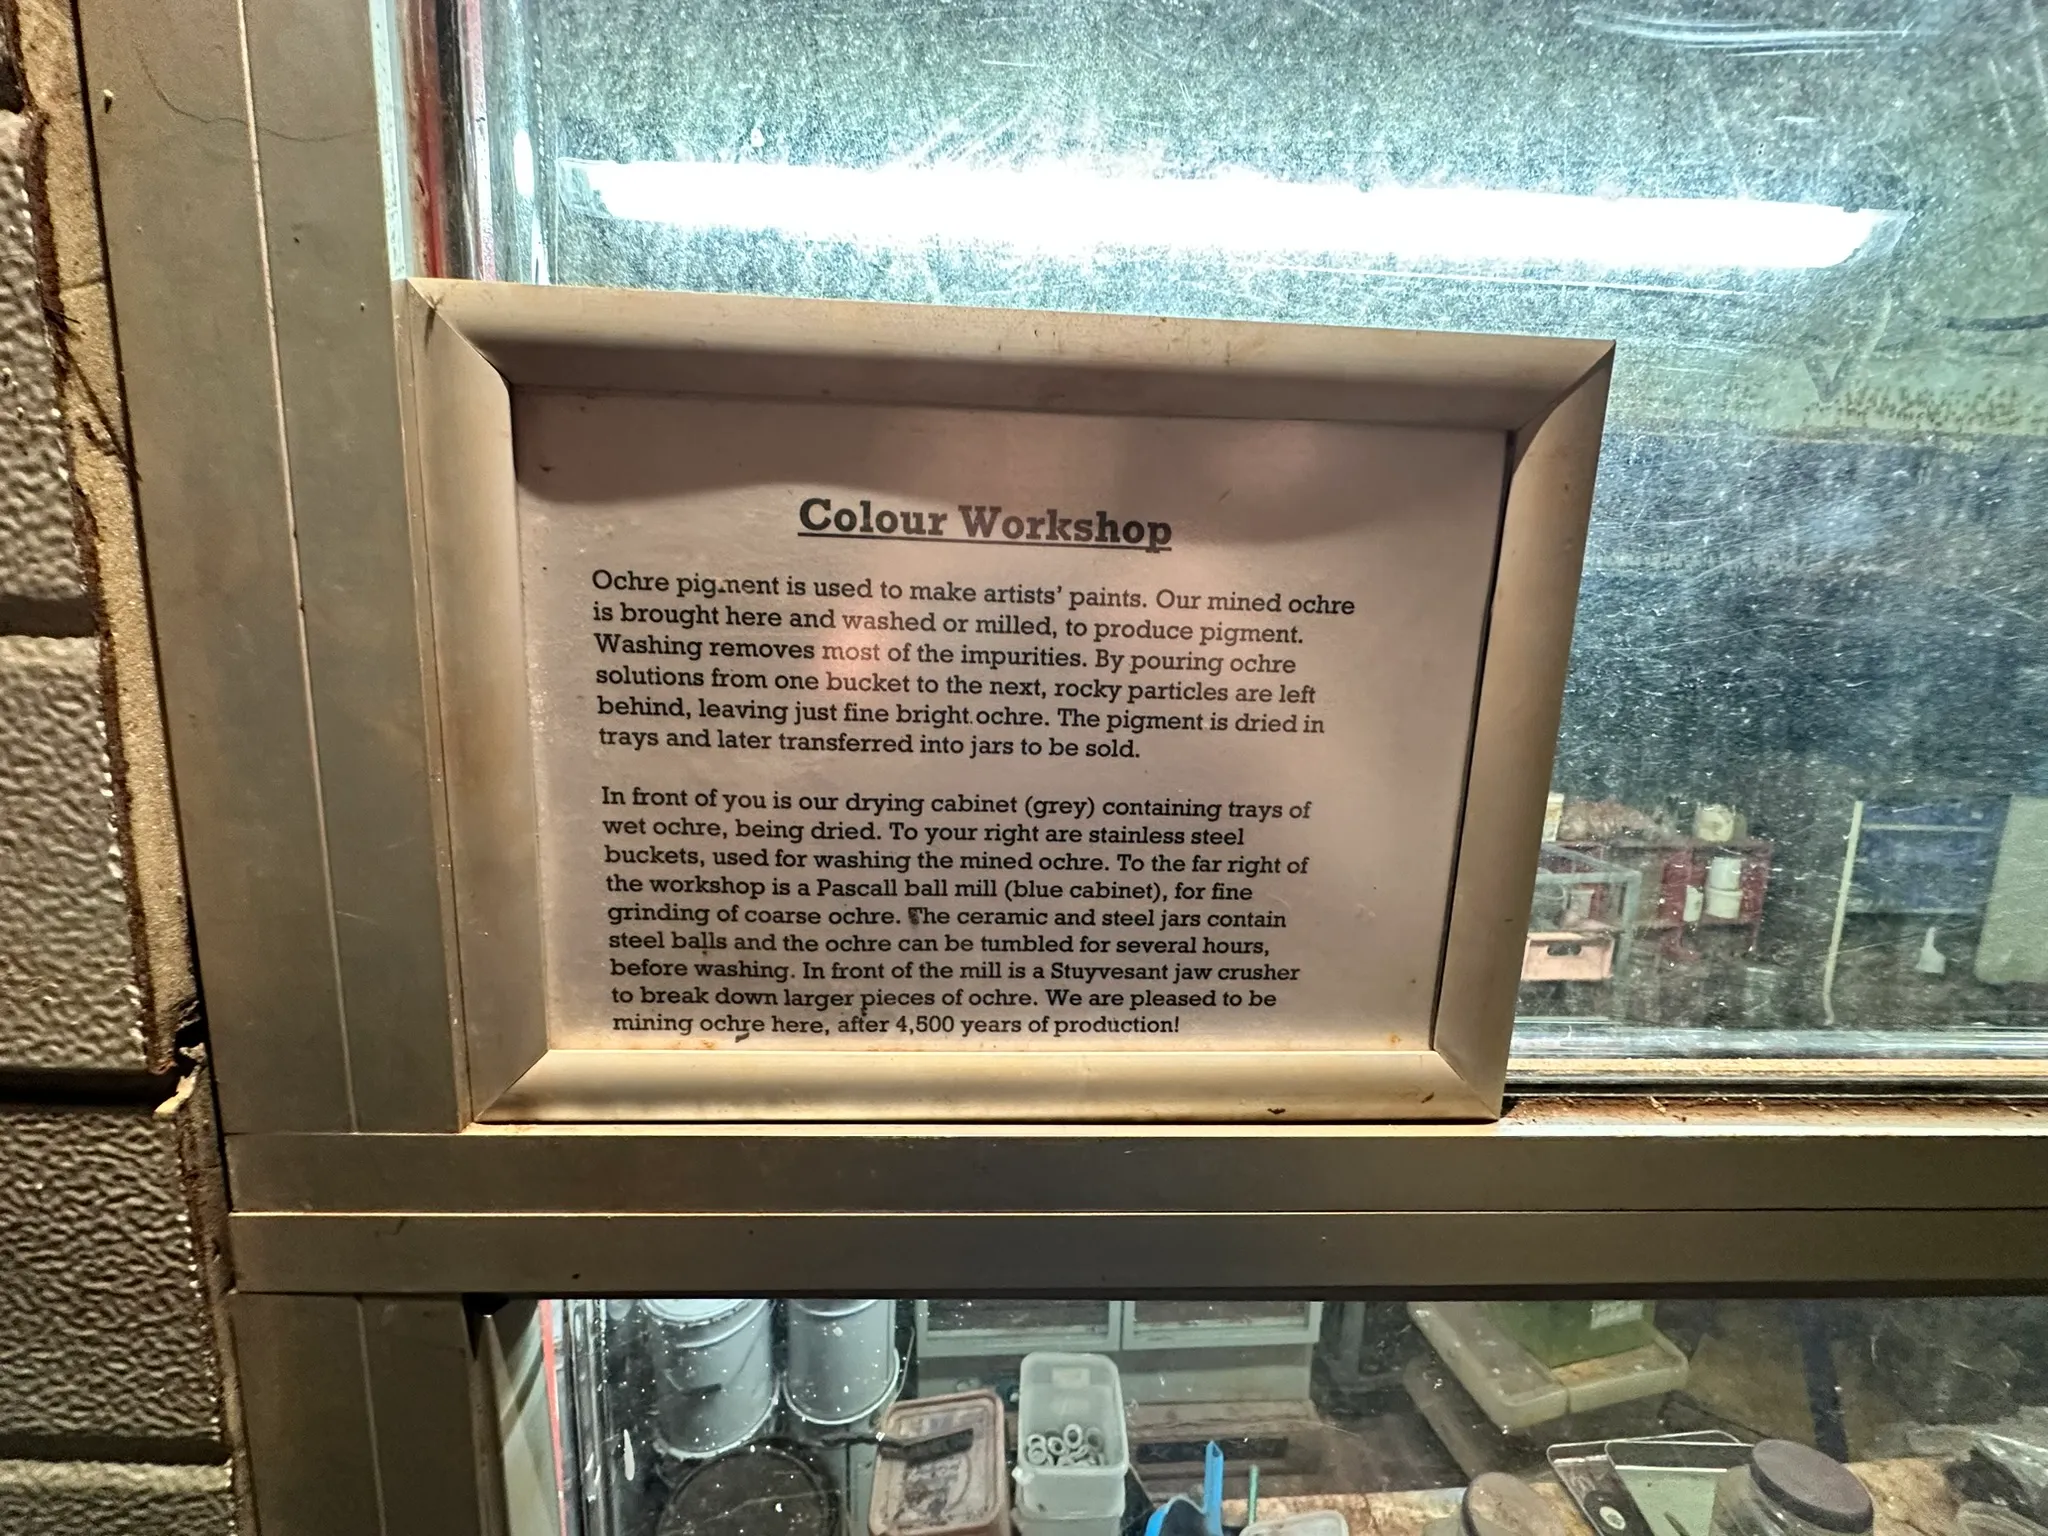 Colour Workshop
Ochre pigment is used to make artists' paints. Our mined ochre
is brought here and washed or milled, to produce pigment.
Washing removes most of the impurities. By pouring ochre
solutions from one bucket to the next, rocky particles are left
behind, leaving just fine bright ochre. The pigment is dried in
trays and later transferred into jars to be sold.
In front of you is our drying cabinet (grey) containing trays of
wet ochre, being dried. To your right are stainless steel
buckets, used for washing the mined ochre. To the far right of
the workshop is a Pascall ball mill (blue cabinet), for fine
grinding of coarse ochre. The ceramic and steel jars contain
steel balls and the ochre can be tumbled for several hours,
before washing. In front of the mill is a Stuyvesant jaw crusher
to break down larger pieces of ochre. We are pleased to be
mining ochre here, after 4,500 years of production!